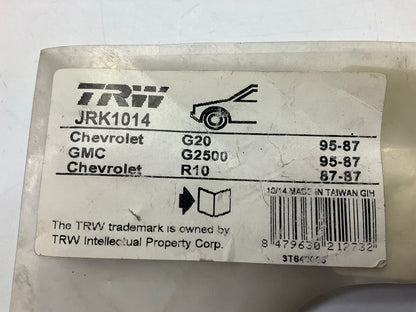 TRW
JRK1014
Chevrolet G20 95-87
GMC G2500 95-87
Chevrolet R10 87-87
10/14 MADE IN TAIWAN GIH
The TRW trademark is owned by
TRW Intellectual Property Corp.
8 479630 212732